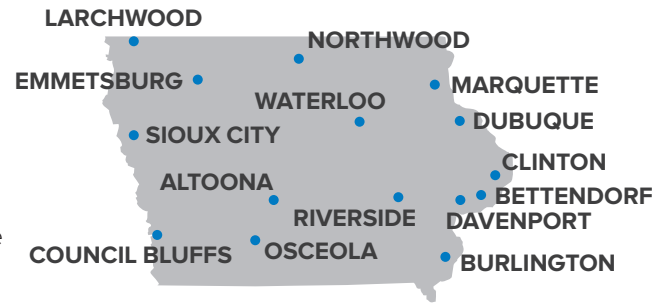 LARCHWOOD
NORTHWOOD
EMMETSBURG
MARQUETTE
WATERLOO
DUBUQUE
SIOUX CITY
CLINTON
ALTOONA
BETTENDORF
RIVERSIDE
DAVENPORT
e
COUNCIL BLUFFS
OSCEOLA
BURLINGTON